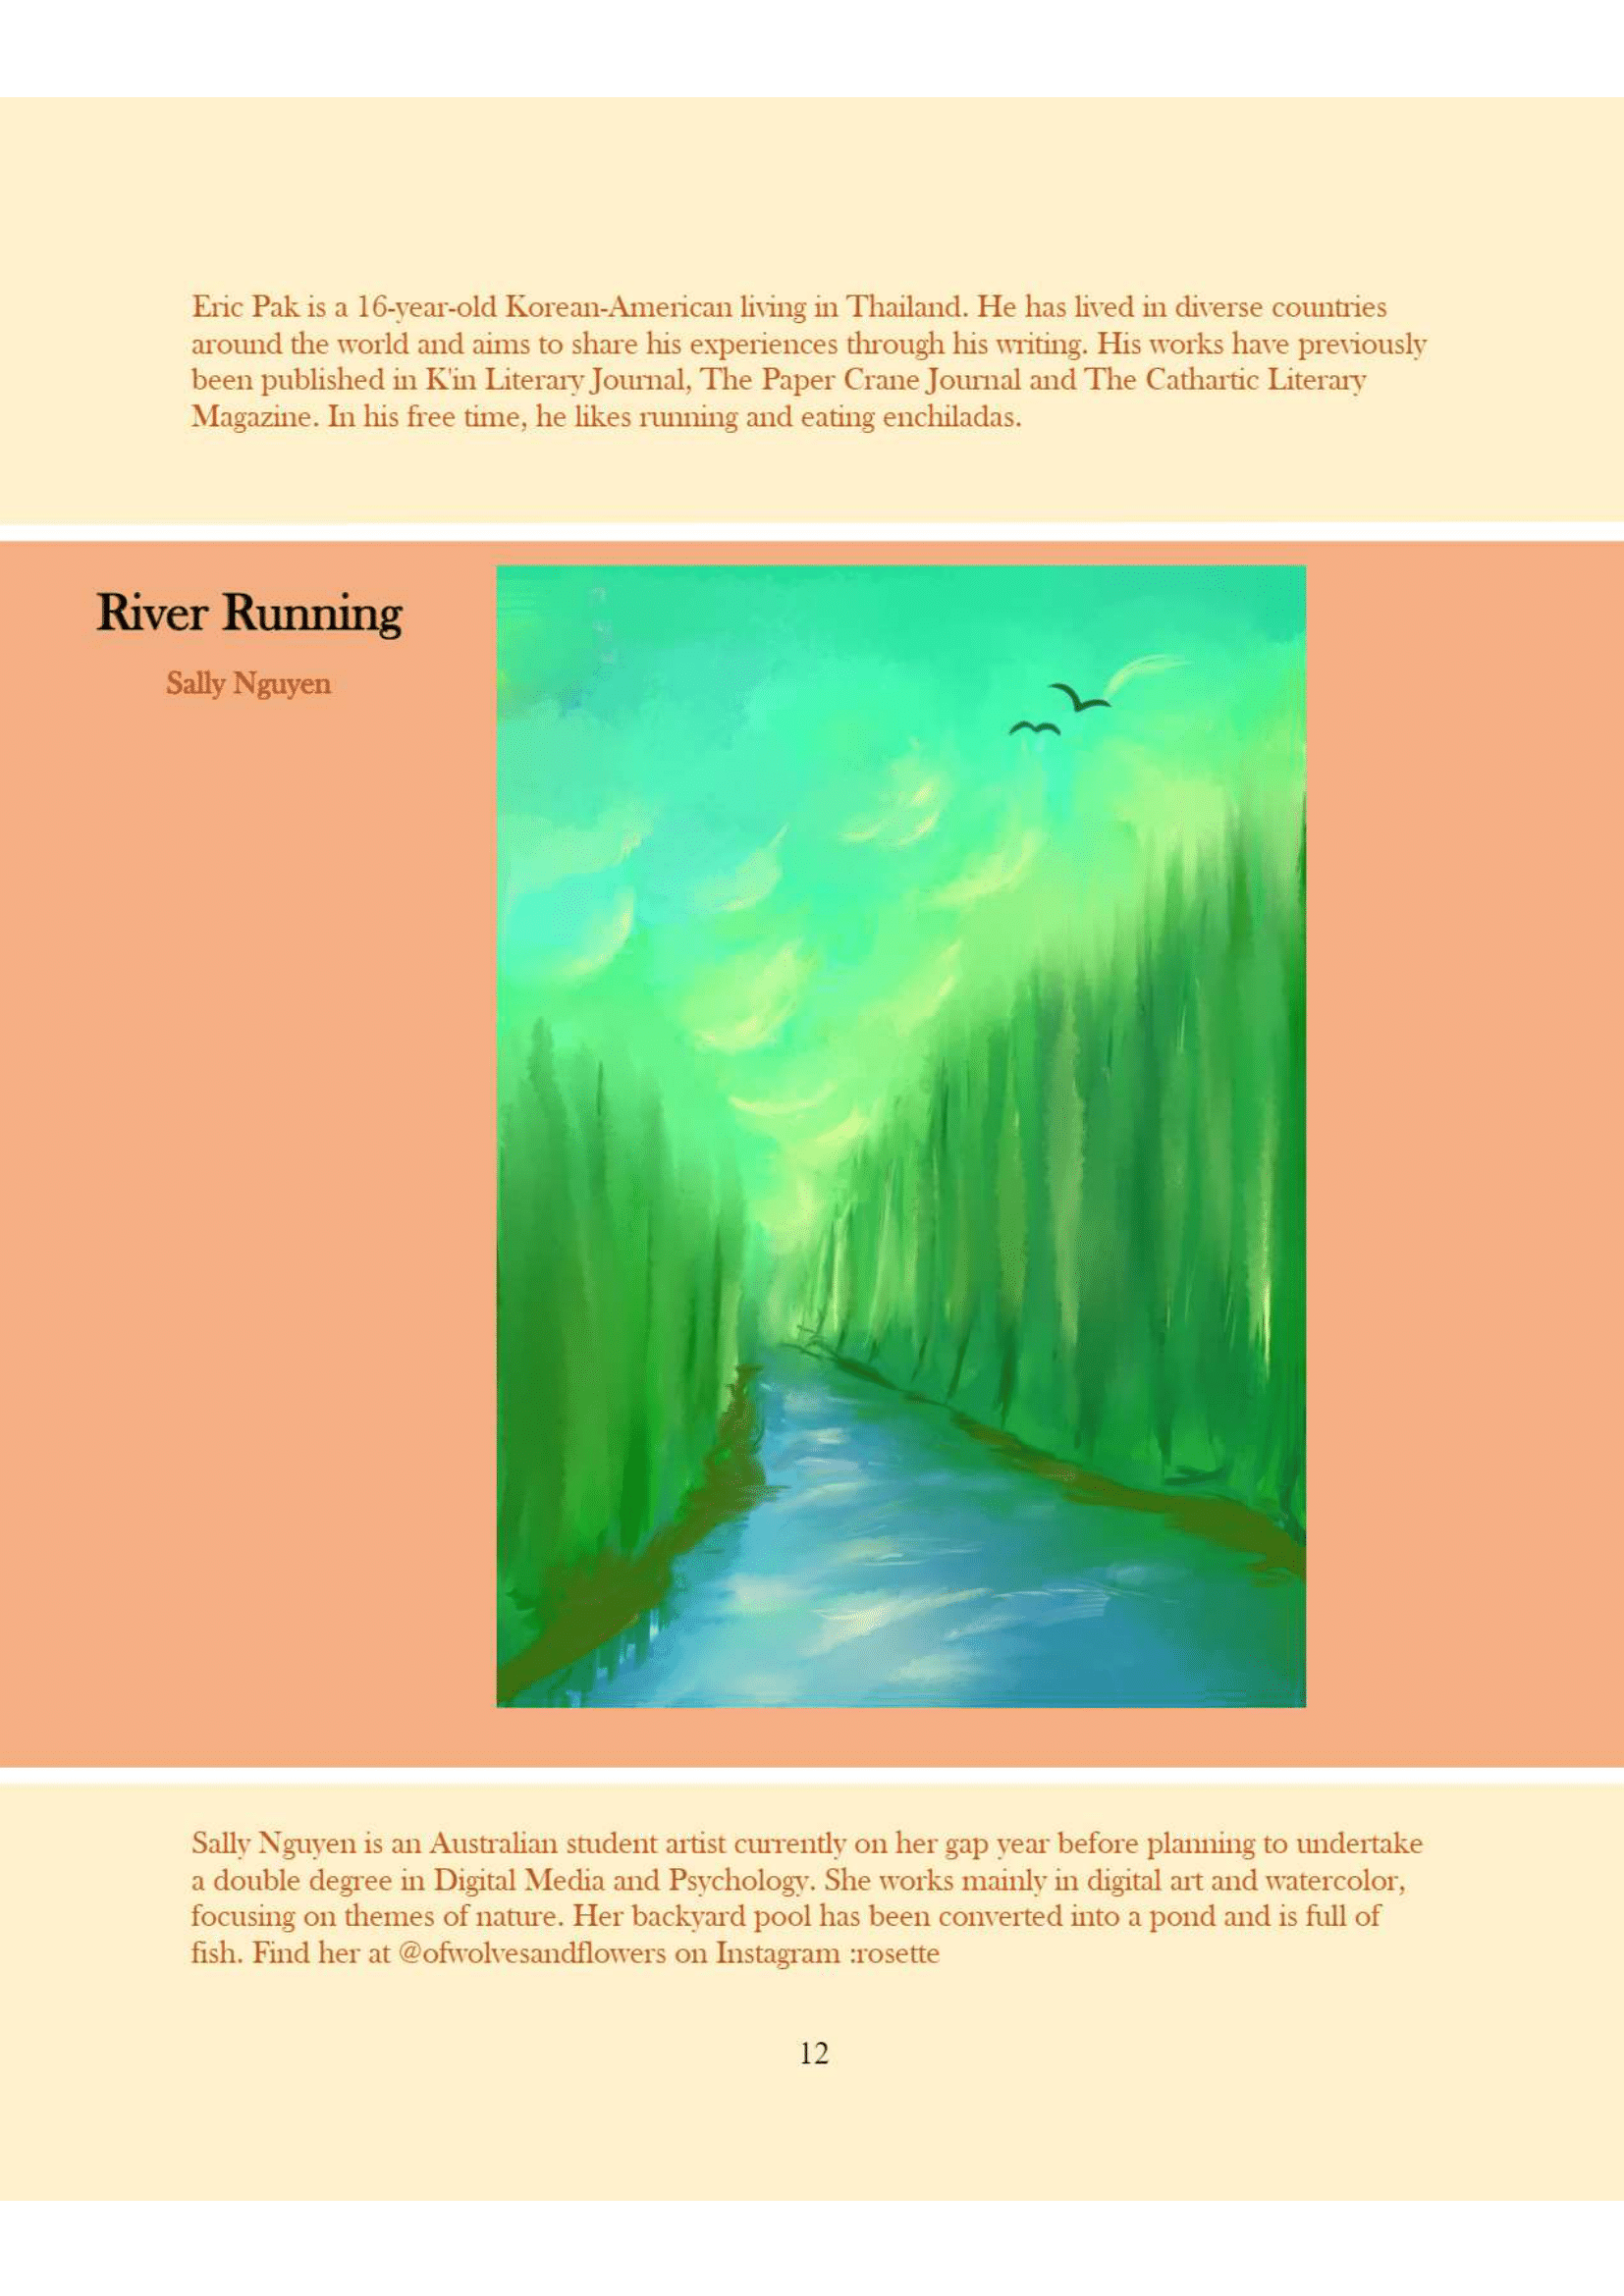 Eric Pak is a 16-year-old Korean-American living in Thailand. He has lived in diverse countries
around the world and aims to share his experiences through his writing. His works have previously
been published in K'in Literary Journal, The Paper Crane Journal and The Cathartic Literary
Magazine. In his free time, he likes running and eating enchiladas.
River Running
Sally Nguyen
Sally Nguyen is an Australian student artist currently on her gap year before planning to undertake
a double degree in Digital Media and Psychology. She works mainly in digital art and watercolor,
focusing on themes of nature. Her backyard pool has been converted into a pond and is full of
fish. Find her at @ofwolvesandflowers on Instagram :rosette
12